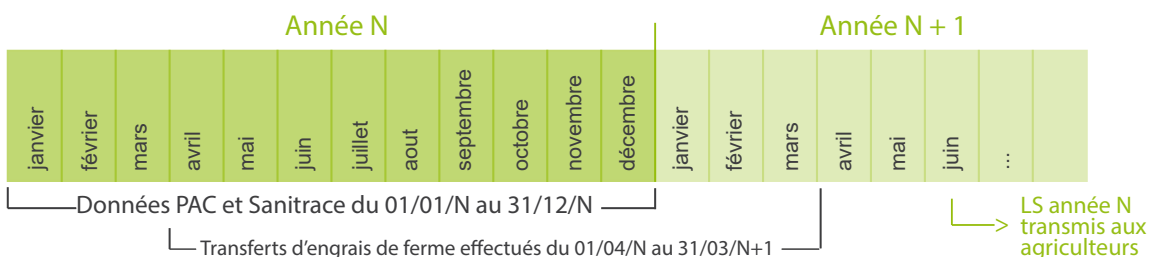 Année N
Année N + 1
janvier
février
mars
avril
mai
juin
juillet
aout
septembre
octobre
novembre
décembre
janvier
février
mars
avril
mai
juin
...
Données PAC et Sanitrace du 01/01/N au 31/12/N
Transferts d'engrais de ferme effectués du 01/04/N au 31/03/N+1
LS année N
transmis aux
agriculteurs